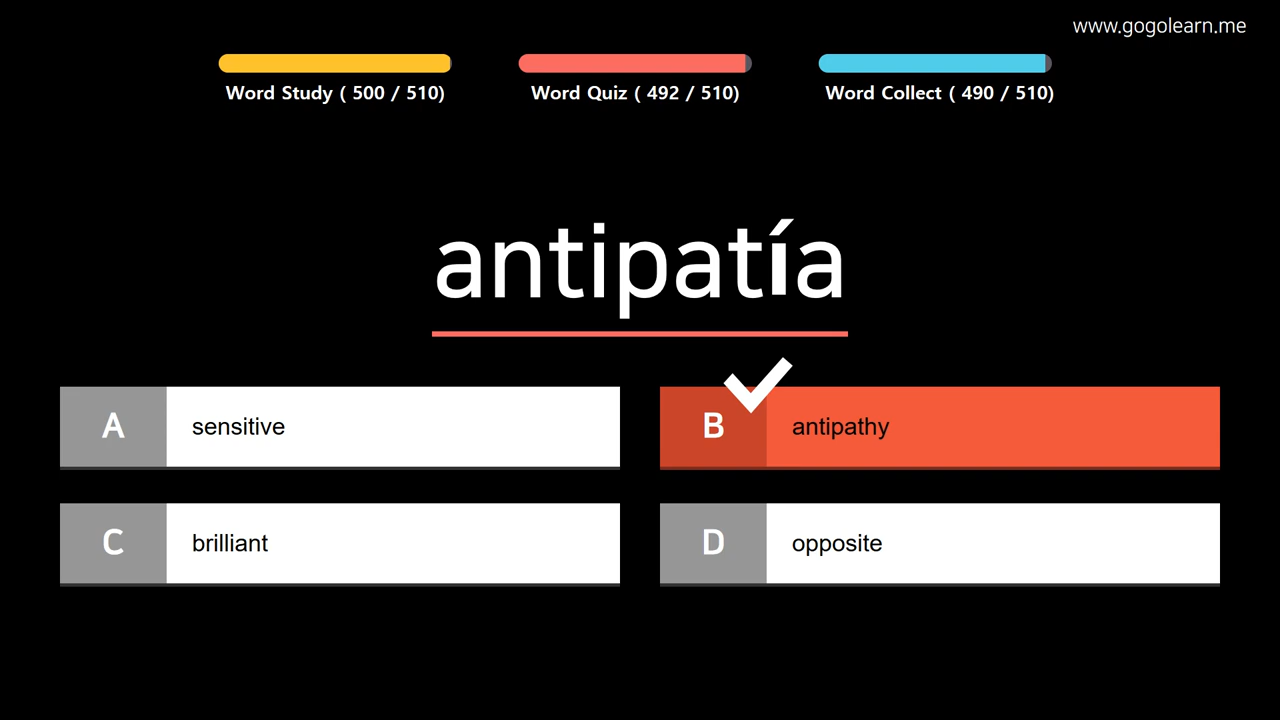 www.gogolearn.me
Word Study ( 500 / 510)
Word Quiz ( 492 / 510)
Word Collect ( 490 / 510)
antipatía
A sensitive
B antipathy
C brilliant
D opposite